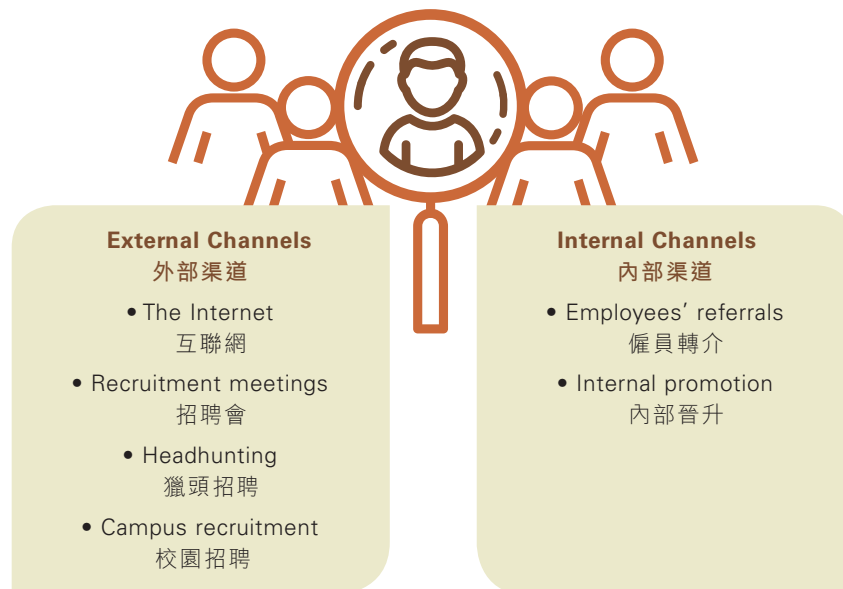 External Channels
外部渠道
• The Internet
互聯網
• Recruitment meetings
招聘會
• Headhunting
獵頭招聘
• Campus recruitment
校園招聘
Internal Channels
內部渠道
• Employees’ referrals
僱員轉介
• Internal promotion
內部晉升